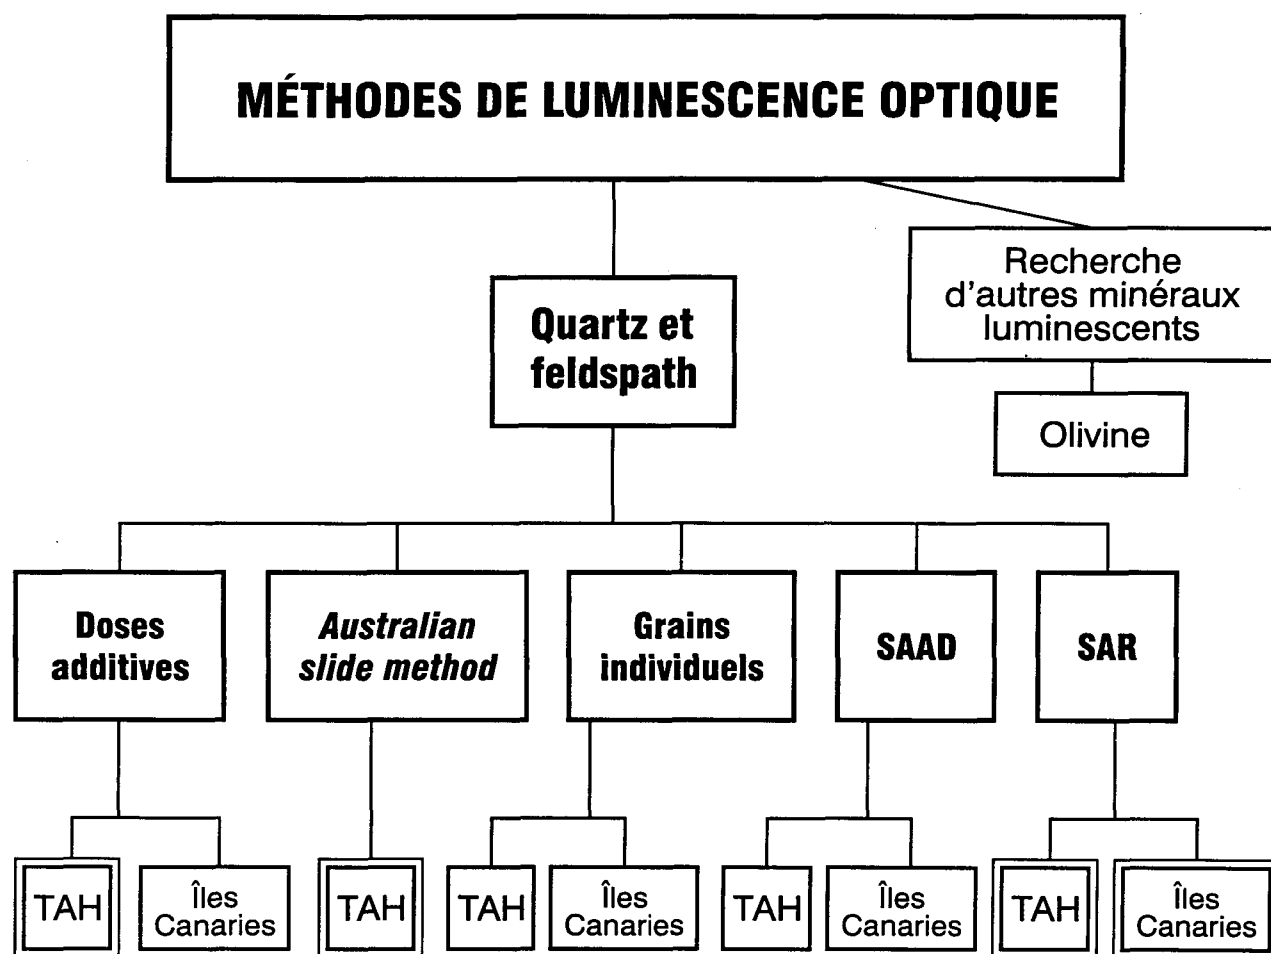 MÉTHODES DE LUMINESCENCE OPTIQUE
Recherche
d'autres minéraux
luminescents
Quartz et
feldspath
Olivine
Doses
additives
Australian
slide method
Grains
individuels
SAAD
SAR
TAH
Îles
Canaries
TAH
TAH
Îles
Canaries
TAH
Îles
Canaries
TAH
Îles
Canaries